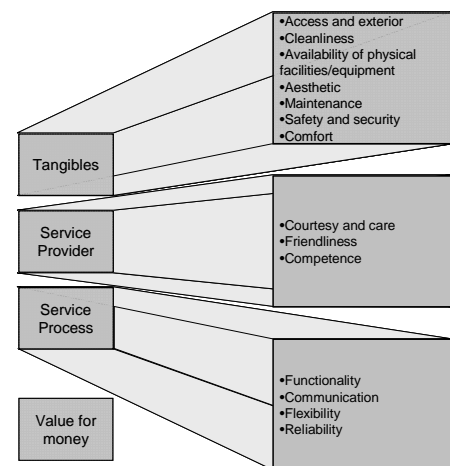 •Access and exterior
•Cleanliness
•Availability of physical
facilities/equipment
•Aesthetic
•Maintenance
•Safety and security
•Comfort
Tangibles
Service
Provider
•Courtesy and care
•Friendliness
•Competence
Service
Process
•Functionality
•Communication
•Flexibility
•Reliability
Value for
money